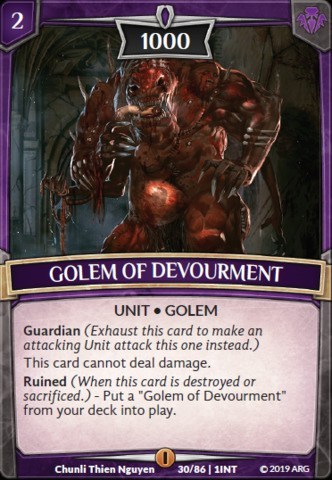 2
1000
GOLEM OF DEVOURMENT
UNIT • GOLEM
Guardian (Exhaust this card to make an
attacking Unit attack this one instead.)
This card cannot deal damage.
Ruined (When this card is destroyed or
sacrificed.) - Put a "Golem of Devourment"
from your deck into play.
Chunli Thien Nguyen 30/86 | 1INT © 2019 ARG